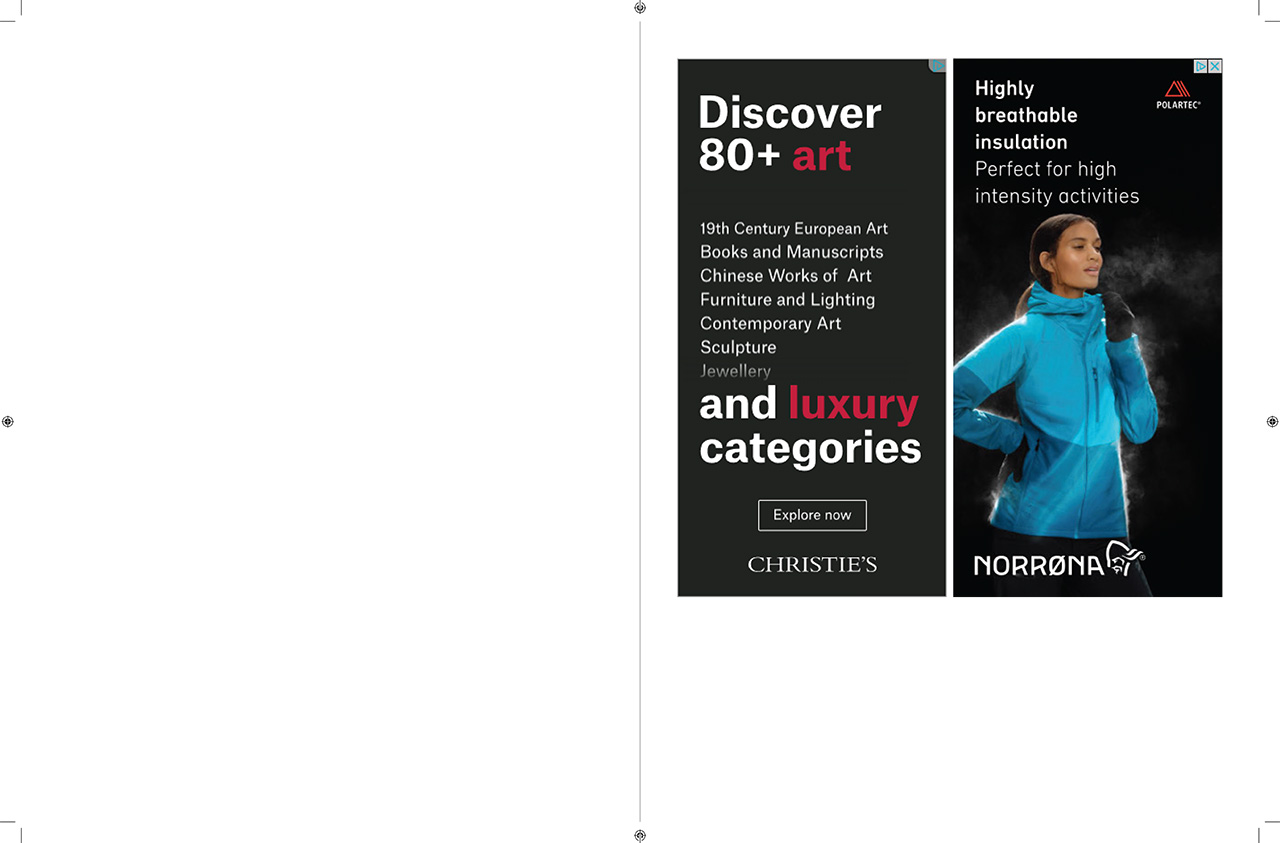 Discover
80+ art
19th Century European Art
Books and Manuscripts
Chinese Works of Art
Furniture and Lighting
Contemporary Art
Sculpture
Jewellery
and luxury
categories
Explore now
CHRISTIE'S
Highly
breathable
insulation
Perfect for high
intensity activities
POLARTEC®
NORRØNA®